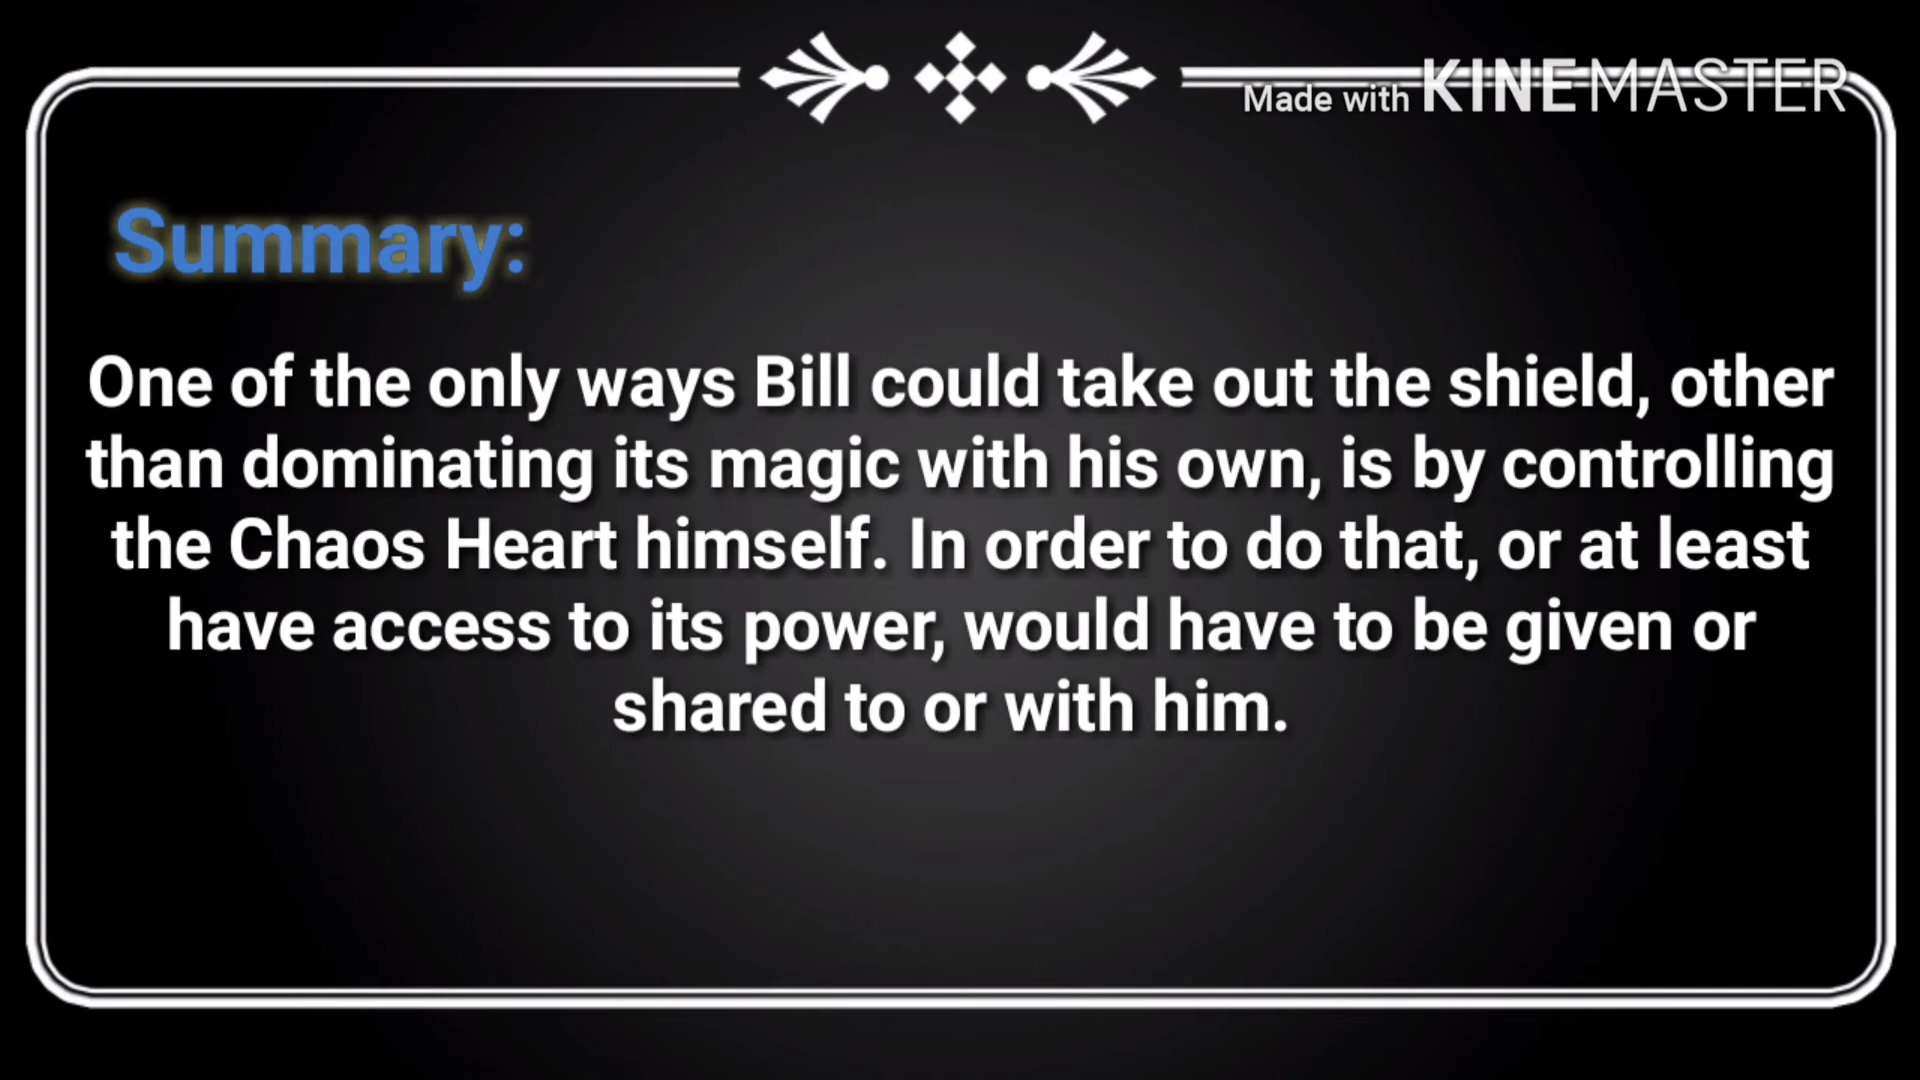 Made with KINEMASTER
Summary:
One of the only ways Bill could take out the shield, other
than dominating its magic with his own, is by controlling
the Chaos Heart himself. In order to do that, or at least
have access to its power, would have to be given or
shared to or with him.